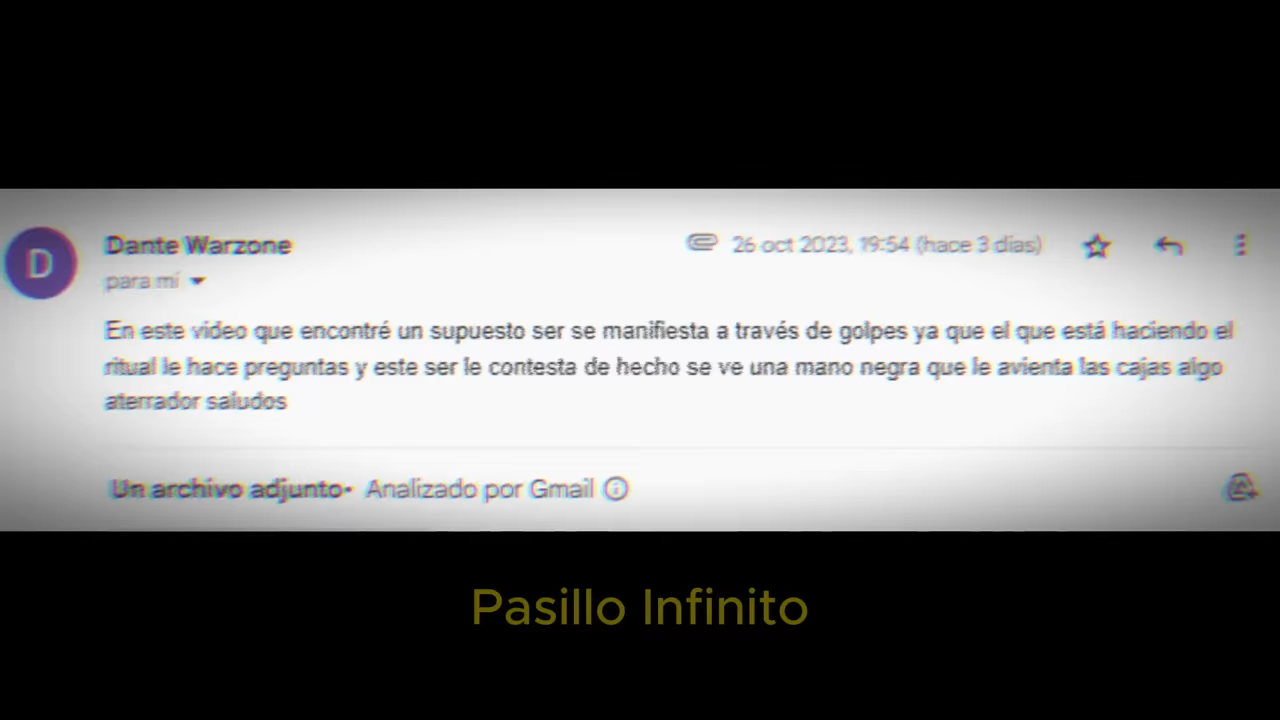 D
Dante Warzone
26 oct 2023, 19:54 (hace 3 días)
para mí
En este vídeo que encontré un supuesto ser se manifiesta a través de golpes ya que el que está haciendo el
ritual le hace preguntas y este ser le contesta de hecho se ve una mano negra que le avienta las cajas algo
aterrador saludos
Un archivo adjunto• Analizado por Gmail
Pasillo Infinito